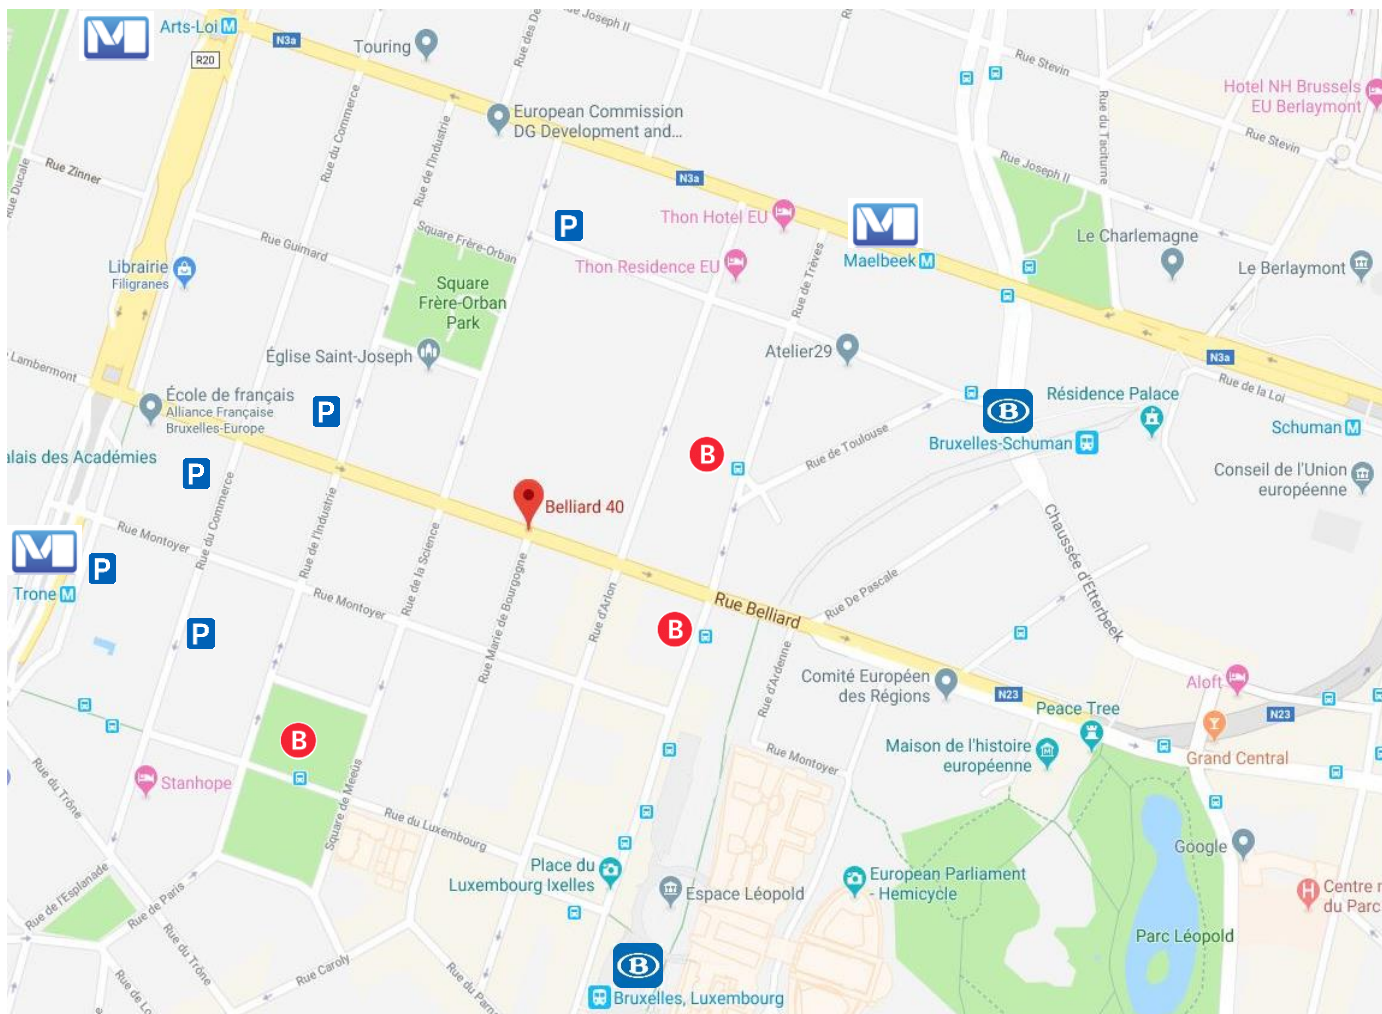 Arts-Loi M
N3a
R20
Touring
Rue des De
Rue Joseph II
Rue Stevin
Hotel NH Brussels
EU Berlaymont
European Commission
DG Development and...
Rue du Commerce
Rue de l'Industrie
Rue du Taciturne
Rue Stevin
Rue Joseph II
Rue Zinner
Rue Ducale
N3a
P
Thon Hotel EU
M
Maelbeek M
Le Charlemagne
Le Berlaymont
Square Frère-Orban
Rue Guimard
Librairie
Filigranes
Square
Frère-Orban
Park
Thon Residence EU
Rue de Trèves
Atelier29
N3a
Rue de la Loi
Église Saint-Joseph
Lambermont
École de français
Alliance Française
Bruxelles-Europe
P
B
Résidence Palace
Bruxelles-Schuman
Schuman M
alais des Académies
P
B
Rue de Toulouse
Conseil de l'Union
européenne
Belliard 40
Rue du Commerce
Rue de l'Industrie
Rue de la Science
Rue Marie de Bourgogne
Rue d'Arlon
Chaussée d'Etterbeek
Rue Montoyer
M
Trone M
P
Rue Montoyer
Rue Belliard
Rue De Pascale
P
B
Rue d'Ardenne
Comité Européen
des Régions
N23
Aloft
N23
Peace Tree
Grand Central
Maison de l'histoire
européenne
Rue Montoyer
B
Stanhope
Rue du Trône
Square de Meeûs
Rue du Luxembourg
Place du
Luxembourg Ixelles
Espace Léopold
European Parliament
- Hemicycle
Google
Centre
du Parc
Parc Léopold
Rue de l'Esplanade
Rue de Paris
Rue du Trône
Rue Caroly
Rue de
Rue du Par
B
Bruxelles, Luxembourg